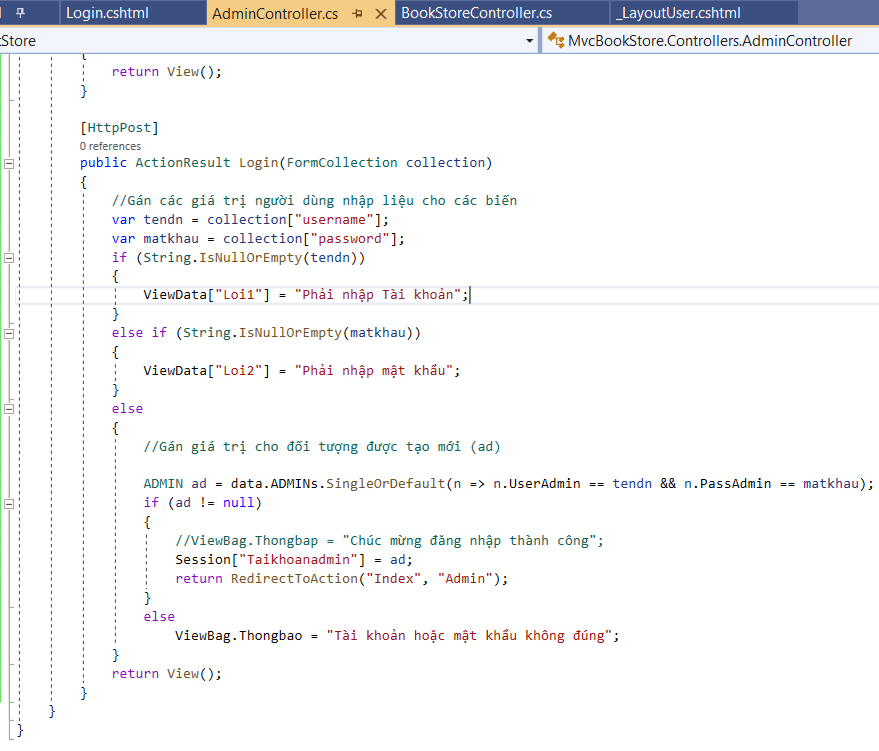 Login.cshtml
AdminController.cs
BookStoreController.cs
_LayoutUser.cshtml
Store
MvcBookStore.Controllers.AdminController
{
return View();
}
[HttpPost]
0 references
public ActionResult Login(FormCollection collection)
{
//Gán các giá trị người dùng nhập liệu cho các biến
var tendn = collection["username"];
var matkhau = collection["password"];
if (String.IsNullOrEmpty(tendn))
{
ViewData["Loi1"] = "Phải nhập Tài khoản";
}
else if (String.IsNullOrEmpty(matkhau))
{
ViewData["Loi2"] = "Phải nhập mật khẩu";
}
else
{
//Gán giá trị cho đối tượng được tạo mới (ad)
ADMIN ad = data.ADMINs.SingleOrDefault(n => n.UserAdmin == tendn && n.PassAdmin == matkhau);
if (ad != null)
{
//ViewBag.Thongbap = "Chúc mừng đăng nhập thành công";
Session["Taikhoanadmin"] = ad;
return RedirectToAction("Index", "Admin");
}
else
ViewBag.Thongbao = "Tài khoản hoặc mật khẩu không đúng";
}
return View();
}
}
}